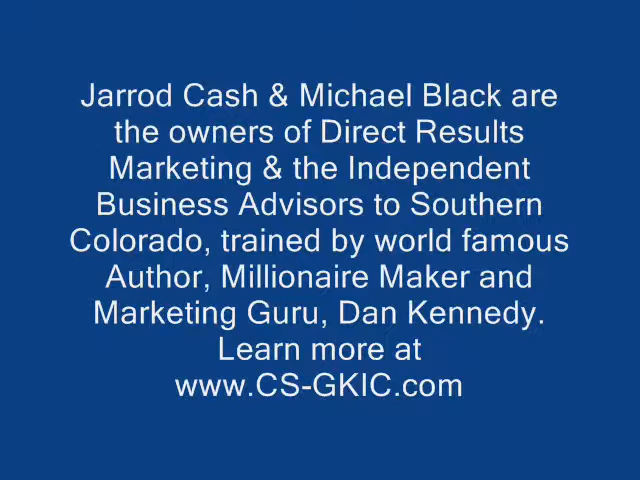 Jarrod Cash & Michael Black are
the owners of Direct Results
Marketing & the Independent
Business Advisors to Southern
Colorado, trained by world famous
Author, Millionaire Maker and
Marketing Guru, Dan Kennedy.
Learn more at
www.CS-GKIC.com